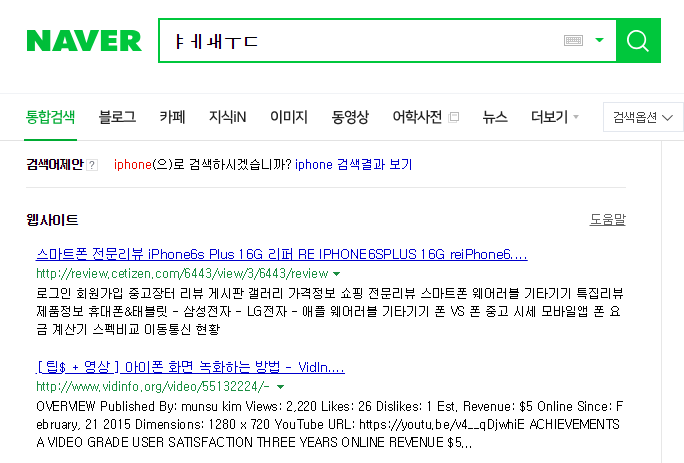 NAVER
ㅑㅔㅐㅜㄷ
통합검색 블로그 카페 지식iN 이미지 동영상 어학사전 뉴스 더보기 검색옵션
검색어제안 ? iphone(으)로 검색하시겠습니까? iphone 검색결과 보기
웹사이트 도움말
스마트폰 전문리뷰 iPhone6s Plus 16G 리퍼 RE IPHONE6SPLUS 16G reiPhone6....
http://review.cetizen.com/6443/view/3/6443/review
로그인 회원가입 중고장터 리뷰 게시판 갤러리 가격정보 쇼핑 전문리뷰 스마트폰 웨어러블 기타기기 특집리뷰
제품정보 휴대폰&태블릿 - 삼성전자 - LG전자 - 애플 웨어러블 기타기기 폰 VS 폰 중고 시세 모바일앱 폰 요
금 계산기 스펙비교 이동통신 현황
[ 팁$ + 영상 ] 아이폰 화면 녹화하는 방법 - VidIn....
http://www.vidinfo.org/video/55132224/-
OVERVIEW Published By: munsu kim Views: 2,220 Likes: 26 Dislikes: 1 Est. Revenue: $5 Online Since: F
ebruary, 21 2015 Dimensions: 1280 x 720 YouTube URL: https://youtu.be/v4__qDjwhiE ACHIEVEMENTS
A VIDEO GRADE USER SATISFACTION THREE YEARS ONLINE REVENUE $5...